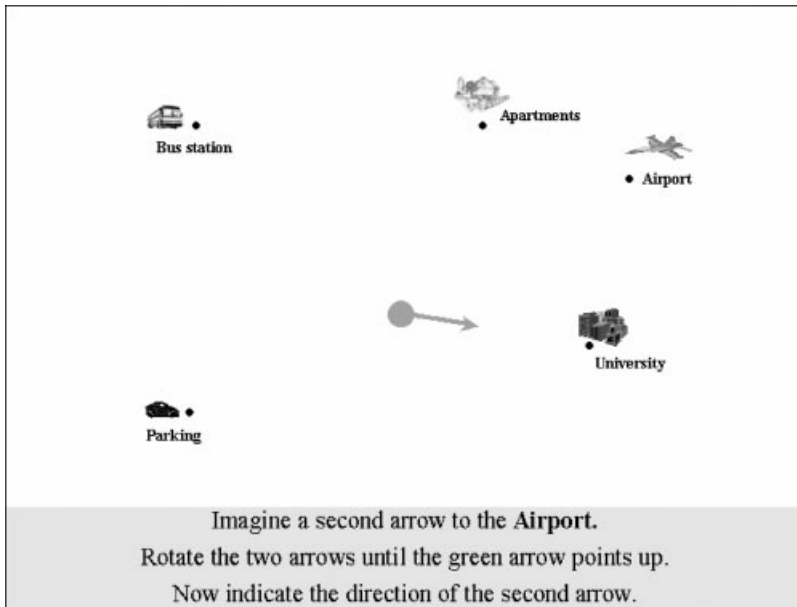 Apartments
Bus station
Airport
University
Parking
Imagine a second arrow to the Airport.
Rotate the two arrows until the green arrow points up.
Now indicate the direction of the second arrow.